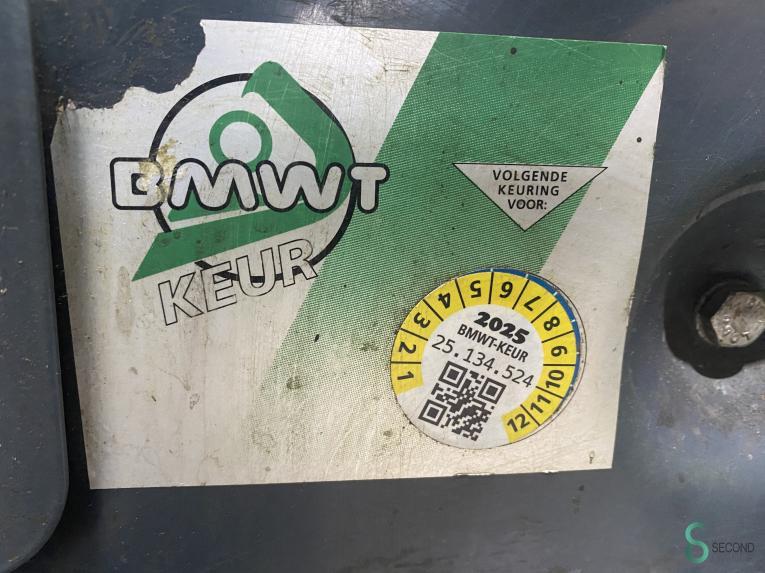 BMWT
KEUR
VOLGENDE
KEURING
VOOR:
1 2 3 4 5 6 7 8 9 10 11 12
2025
BMWT-KEUR
25.134.524
SECOND